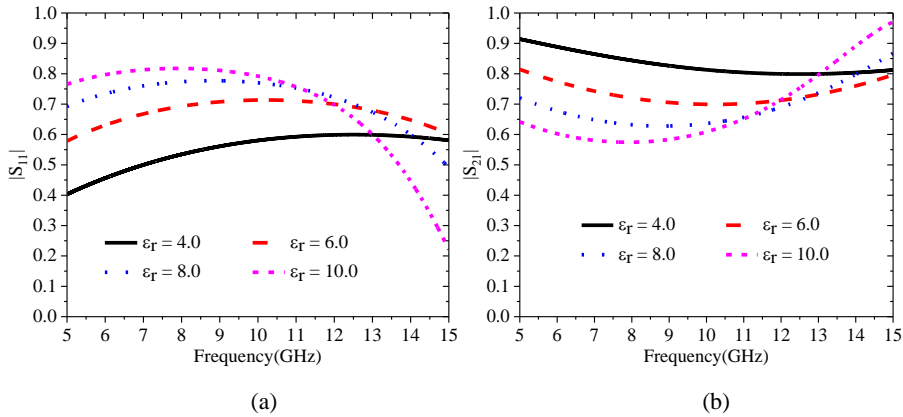 1.0
0.9
0.8
0.7
0.6
0.5
0.4
0.3
0.2
0.1
0.0
|S11|
εr = 4.0 εr = 6.0
εr = 8.0 εr = 10.0
5 6 7 8 9 10 11 12 13 14 15
Frequency(GHz)
(a)
1.0
0.9
0.8
0.7
0.6
0.5
0.4
0.3
0.2
0.1
0.0
|S21|
εr = 4.0 εr = 6.0
εr = 8.0 εr = 10.0
5 6 7 8 9 10 11 12 13 14 15
Frequency(GHz)
(b)